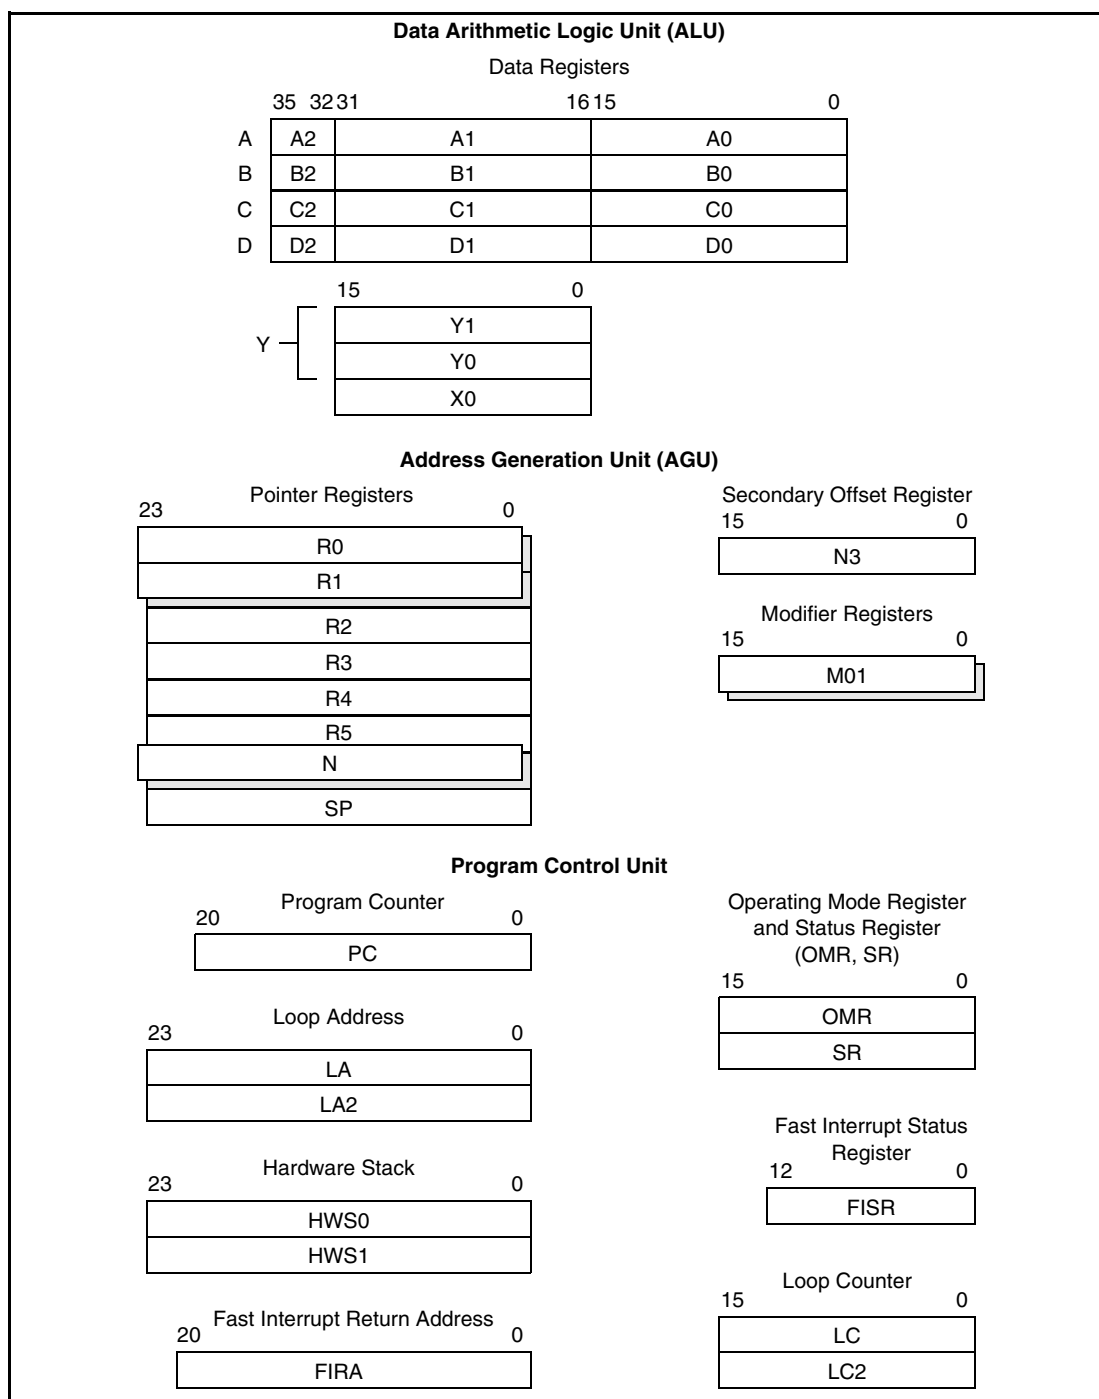 Data Arithmetic Logic Unit (ALU)
Data Registers
35 32 31 16 15 0
A A2 A1 A0
B B2 B1 B0
C C2 C1 C0
D D2 D1 D0
15 0
Y1
Y
Y0
X0
Address Generation Unit (AGU)
Pointer Registers
23 0
R0
R1
R2
R3
R4
R5
N
SP
Secondary Offset Register
15 0
N3
Modifier Registers
15 0
M01
Program Control Unit
Program Counter
20 0
PC
Loop Address
23 0
LA
LA2
Hardware Stack
23 0
HWS0
HWS1
Fast Interrupt Return Address
20 0
FIRA
Operating Mode Register
and Status Register
(OMR, SR)
15 0
OMR
SR
Fast Interrupt Status
Register
12 0
FISR
Loop Counter
15 0
LC
LC2